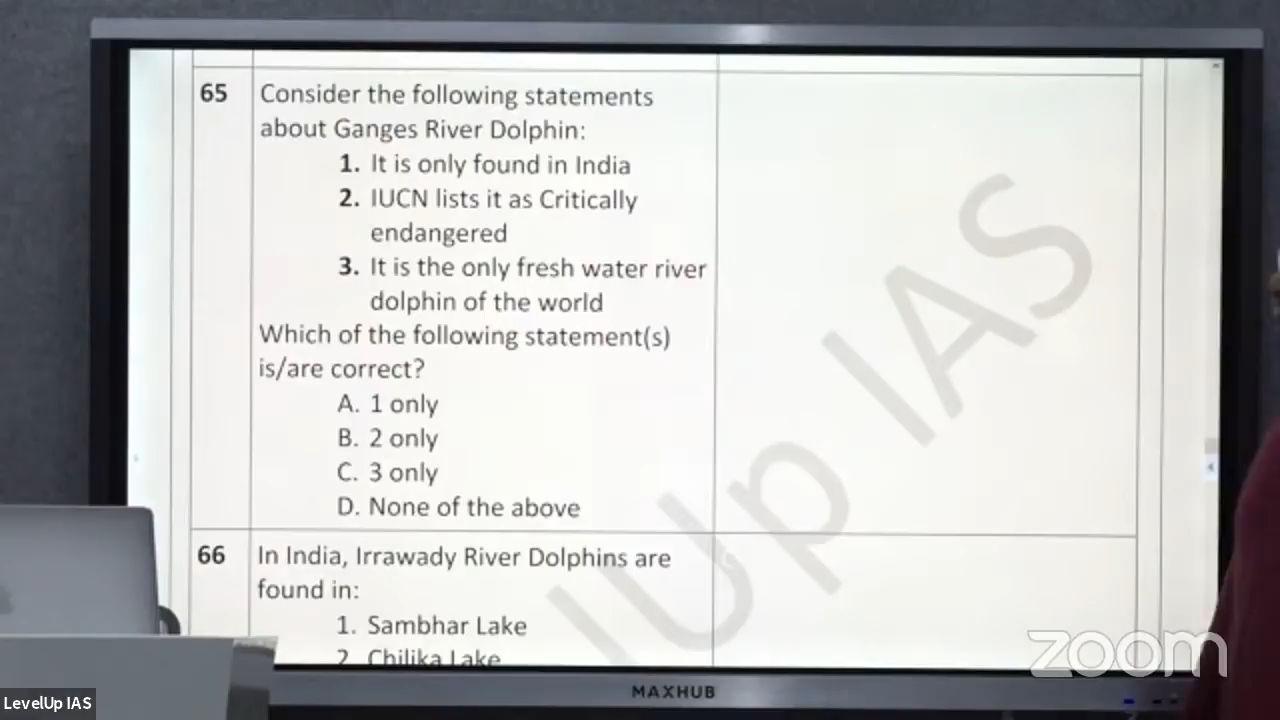 65 Consider the following statements
about Ganges River Dolphin:
1. It is only found in India
2. IUCN lists it as Critically
endangered
3. It is the only fresh water river
dolphin of the world
Which of the following statement(s)
is/are correct?
A. 1 only
B. 2 only
C. 3 only
D. None of the above
66 In India, Irrawady River Dolphins are
found in:
1. Sambhar Lake
2 Chilika Lake
lUp IAS
zoom
MAXHUB
LevelUp IAS